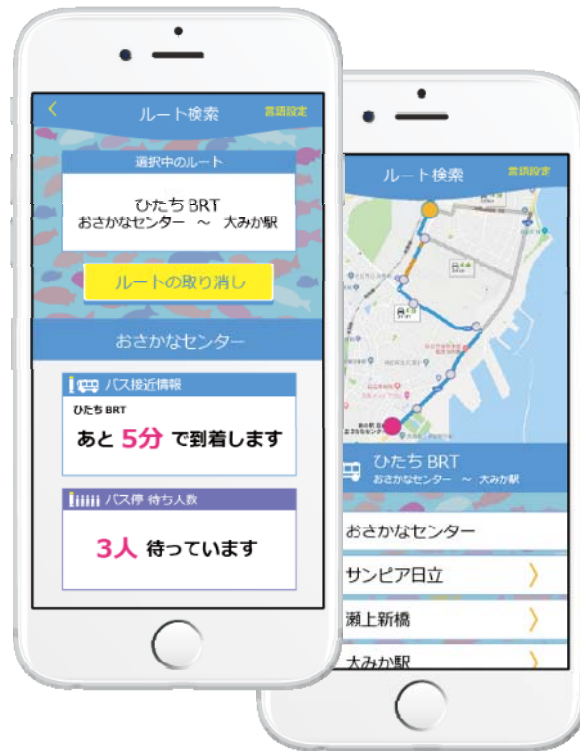 ルート検索
言語設定
選択中のルート
ひたち BRT
おさかなセンター ～ 大みか駅
ルートの取り消し
おさかなセンター
バス接近情報
ひたち BRT
あと 5分 で到着します
バス停 待ち人数
3人 待っています
ルート検索
言語設定
ひたち BRT
おさかなセンター ～ 大みか駅
おさかなセンター
サンピア日立
瀬上新橋
大みか駅